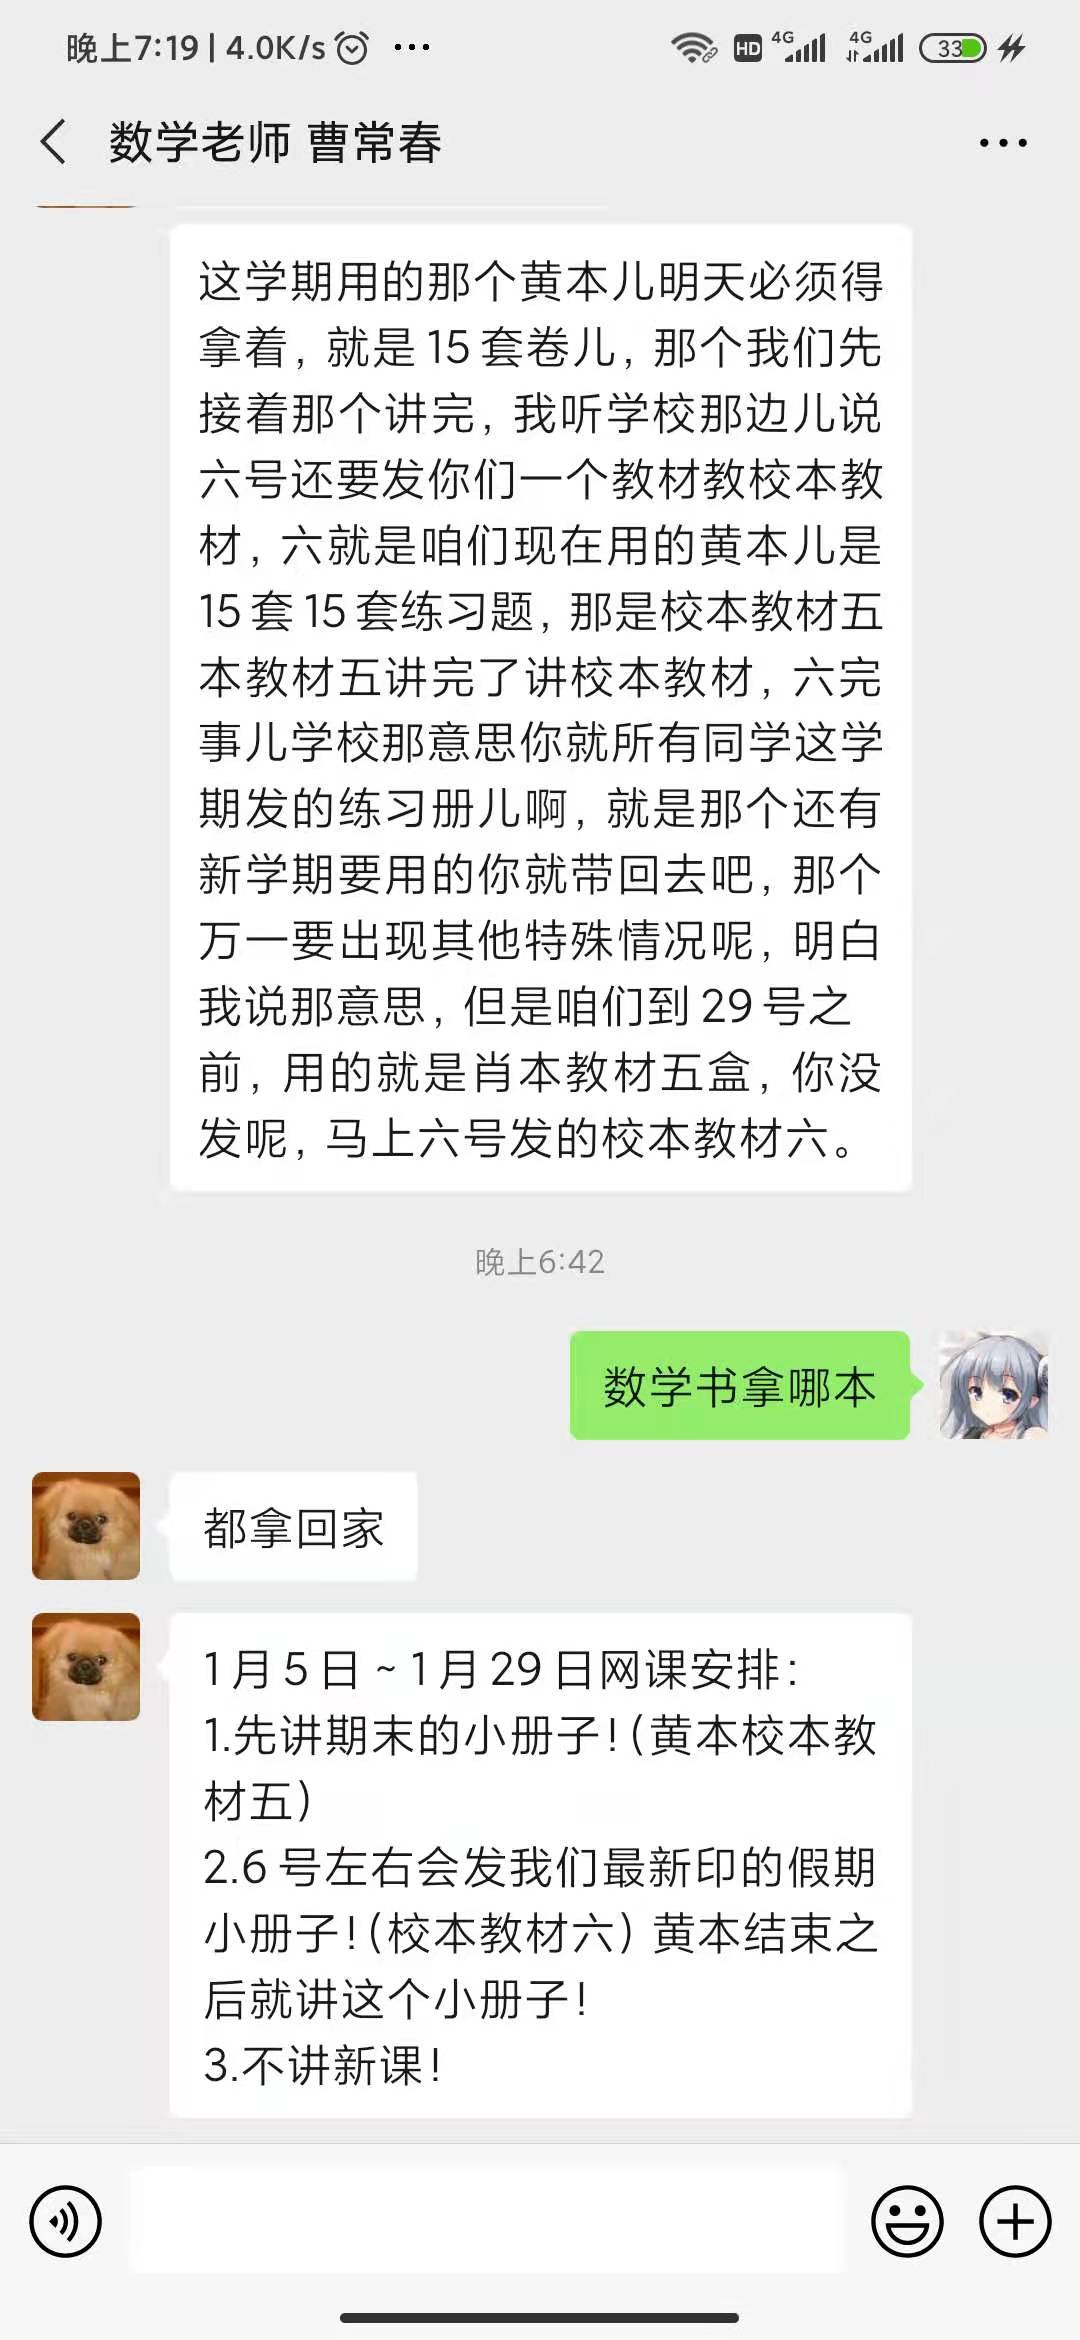 晚上7:19 | 4.0K/s ...
HD 4G 4G 33
数学老师 曹常春
这学期用的那个黄本儿明天必须得
拿着，就是15套卷儿，那个我们先
接着那个讲完，我听学校那边儿说
六号还要发你们一个教材教校本教
材，六就是咱们现在用的黄本儿是
15套15套练习题，那是校本教材五
本教材五讲完了讲校本教材，六完
事儿学校那意思你就所有同学这学
期发的练习册儿啊，就是那个还有
新学期要用的你就带回去吧，那个
万一要出现其他特殊情况呢，明白
我说那意思，但是咱们到29号之
前，用的就是肖本教材五盒，你没
发呢，马上六号发的校本教材六。
晚上6:42
数学书拿哪本
都拿回家
1月5日~1月29日网课安排：
1.先讲期末的小册子！（黄本校本教
材五）
2.6号左右会发我们最新印的假期
小册子！（校本教材六）黄本结束之
后就讲这个小册子！
3.不讲新课！